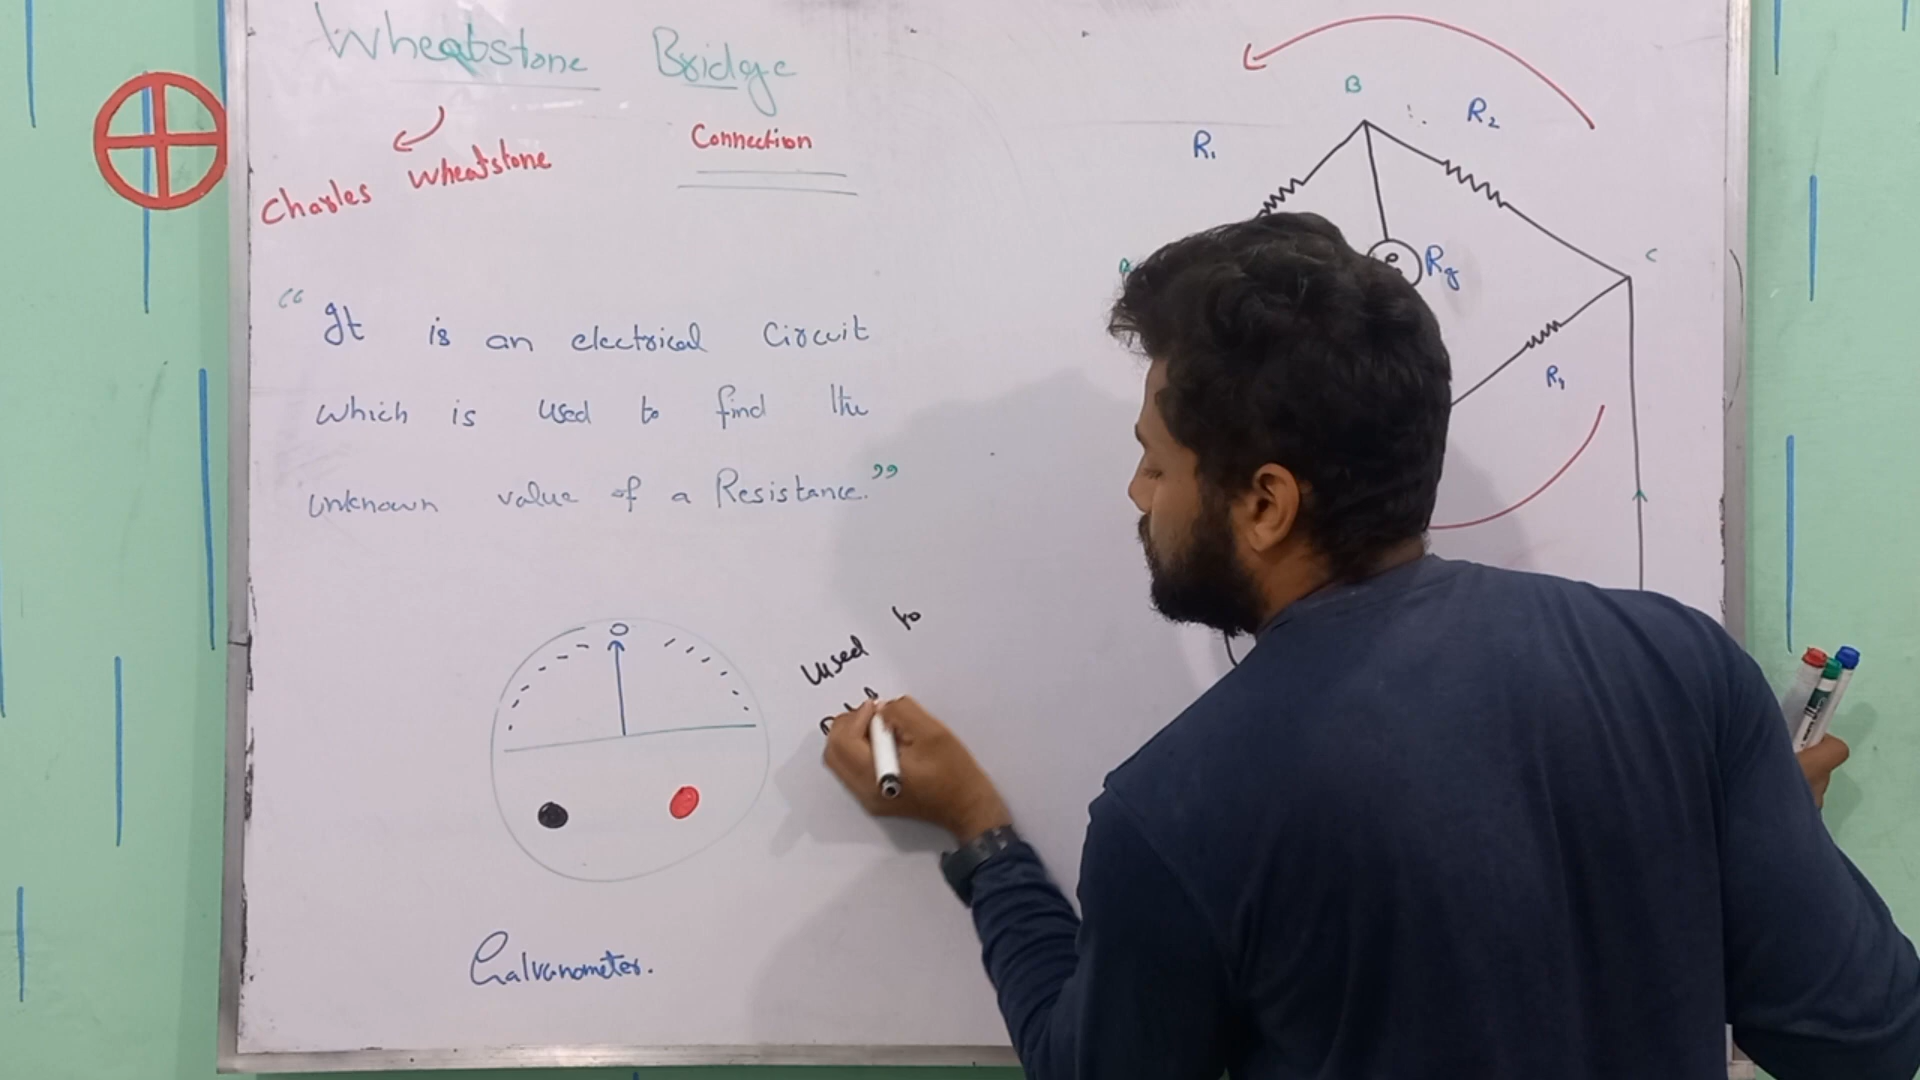 Wheatstone Bridge
Charles Wheatstone
Connection
“It is an electrical circuit
which is used to find the
unknown value of a Resistance.”
0
Used to
Galvanometer.
B
R1
R2
A
Rg
C